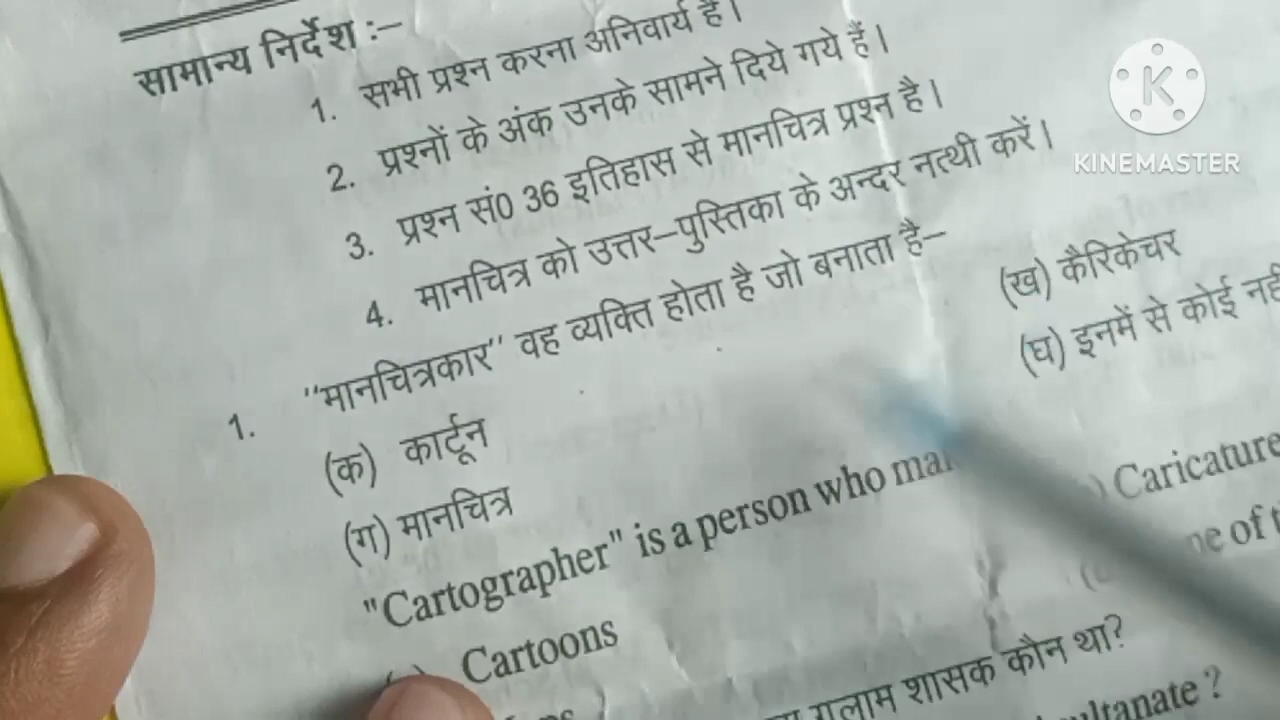 सामान्य निर्देश :–
1. सभी प्रश्न करना अनिवार्य है।
2. प्रश्नों के अंक उनके सामने दिये गये हैं।
3. प्रश्न सं0 36 इतिहास से मानचित्र प्रश्न है।
4. मानचित्र को उत्तर–पुस्तिका के अन्दर नत्थी करें।
1. "मानचित्रकार" वह व्यक्ति होता है जो बनाता है–
(क) कार्टून (ख) कैरिकेचर
(ग) मानचित्र (घ) इनमें से कोई
"Cartographer" is a person who
Cartoons Caricature
of
शासक कौन था?
?
KINEMASTER